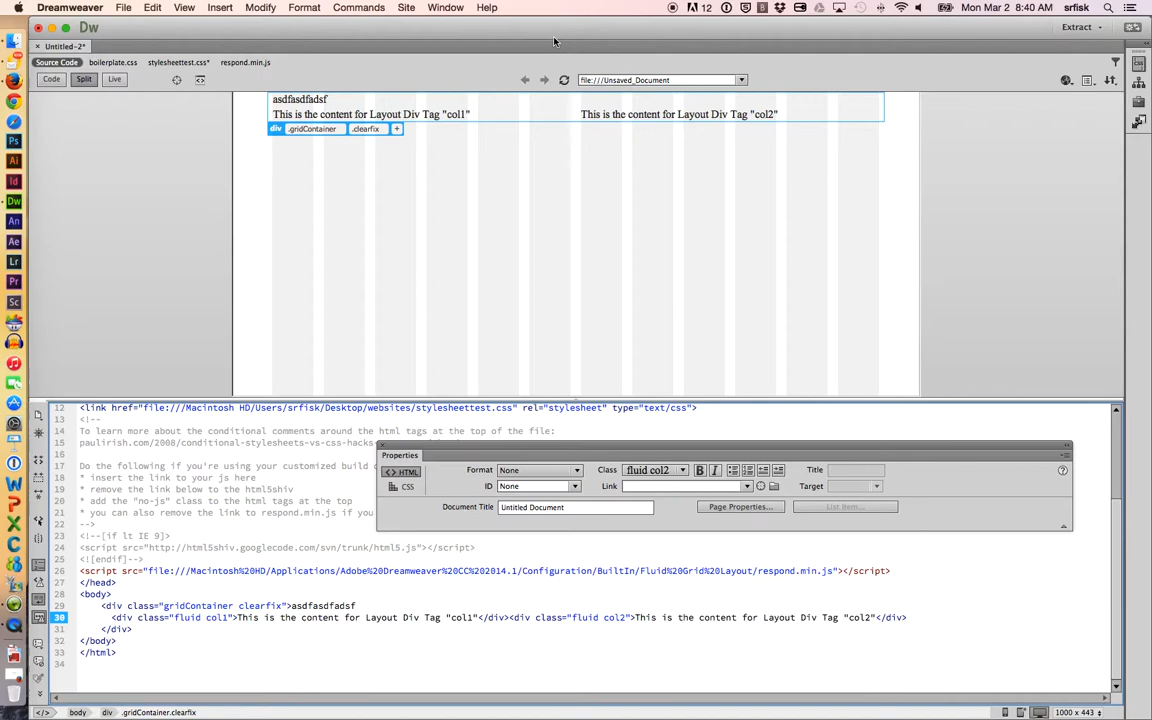 Dreamweaver File Edit View Insert Modify Format Commands Site Window Help 12 Mon Mar 2 8:40 AM srfisk
Dw Extract
× Untitled-2*
Source Code boilerplate.css stylesheettest.css* respond.min.js
Code Split Live file:///Unsaved_Document
asdfasdfadsf
This is the content for Layout Div Tag "col1" This is the content for Layout Div Tag "col2"
div .gridContainer .clearfix +
12 <link href="file:///Macintosh HD/Users/srfisk/Desktop/websites/stylesheettest.css" rel="stylesheet" type="text/css">
13 <!--
14 To learn more about the conditional comments around the html tags at the top of the file:
15 paulirish.com/2008/conditional-stylesheets-vs-css-hacks-
16
17 Do the following if you're using your customized build
18 * insert the link to your js here
19 * remove the link below to the html5shiv
20 * add the "no-js" class to the html tags at the top
21 * you can also remove the link to respond.min.js if you
22 -->
23 <!--[if lt IE 9]>
24 <script src="http://html5shiv.googlecode.com/svn/trunk/html5.js"></script>
25 <![endif]-->
26 <script src="file:///Macintosh%20HD/Applications/Adobe%20Dreamweaver%20CC%202014.1/Configuration/BuiltIn/Fluid%20Grid%20Layout/respond.min.js"></script>
27 </head>
28 <body>
29 <div class="gridContainer clearfix">asdfasdfadsf
30 <div class="fluid col1">This is the content for Layout Div Tag "col1"</div><div class="fluid col2">This is the content for Layout Div Tag "col2"</div>
31 </div>
32 </body>
33 </html>
34
Properties
<> HTML Format None Class fluid col2 B I Title
CSS ID None Link Target
Document Title Untitled Document Page Properties... List Item...
</> body div .gridContainer.clearfix 1000 x 443
Ps
Ai
Id
Dw
An
Ae
Lr
Pr
Sc